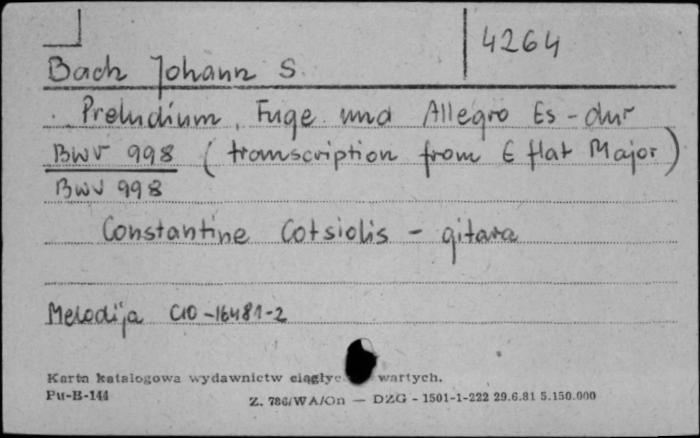 4264
Bach Johann S.
Preludium, Fuge und Allegro Es-dur
BWV 998 (transcription from E flat Major)
BWV 998
Constantine Cotsiolis - gitara
Melodija C10-16481-2
Karta katalogowa wydawnictw ciągłyc wartych.
Pu-B-144 Z. 786/WA/On — DZG - 1501-1-222 29.6.81 5.150.000